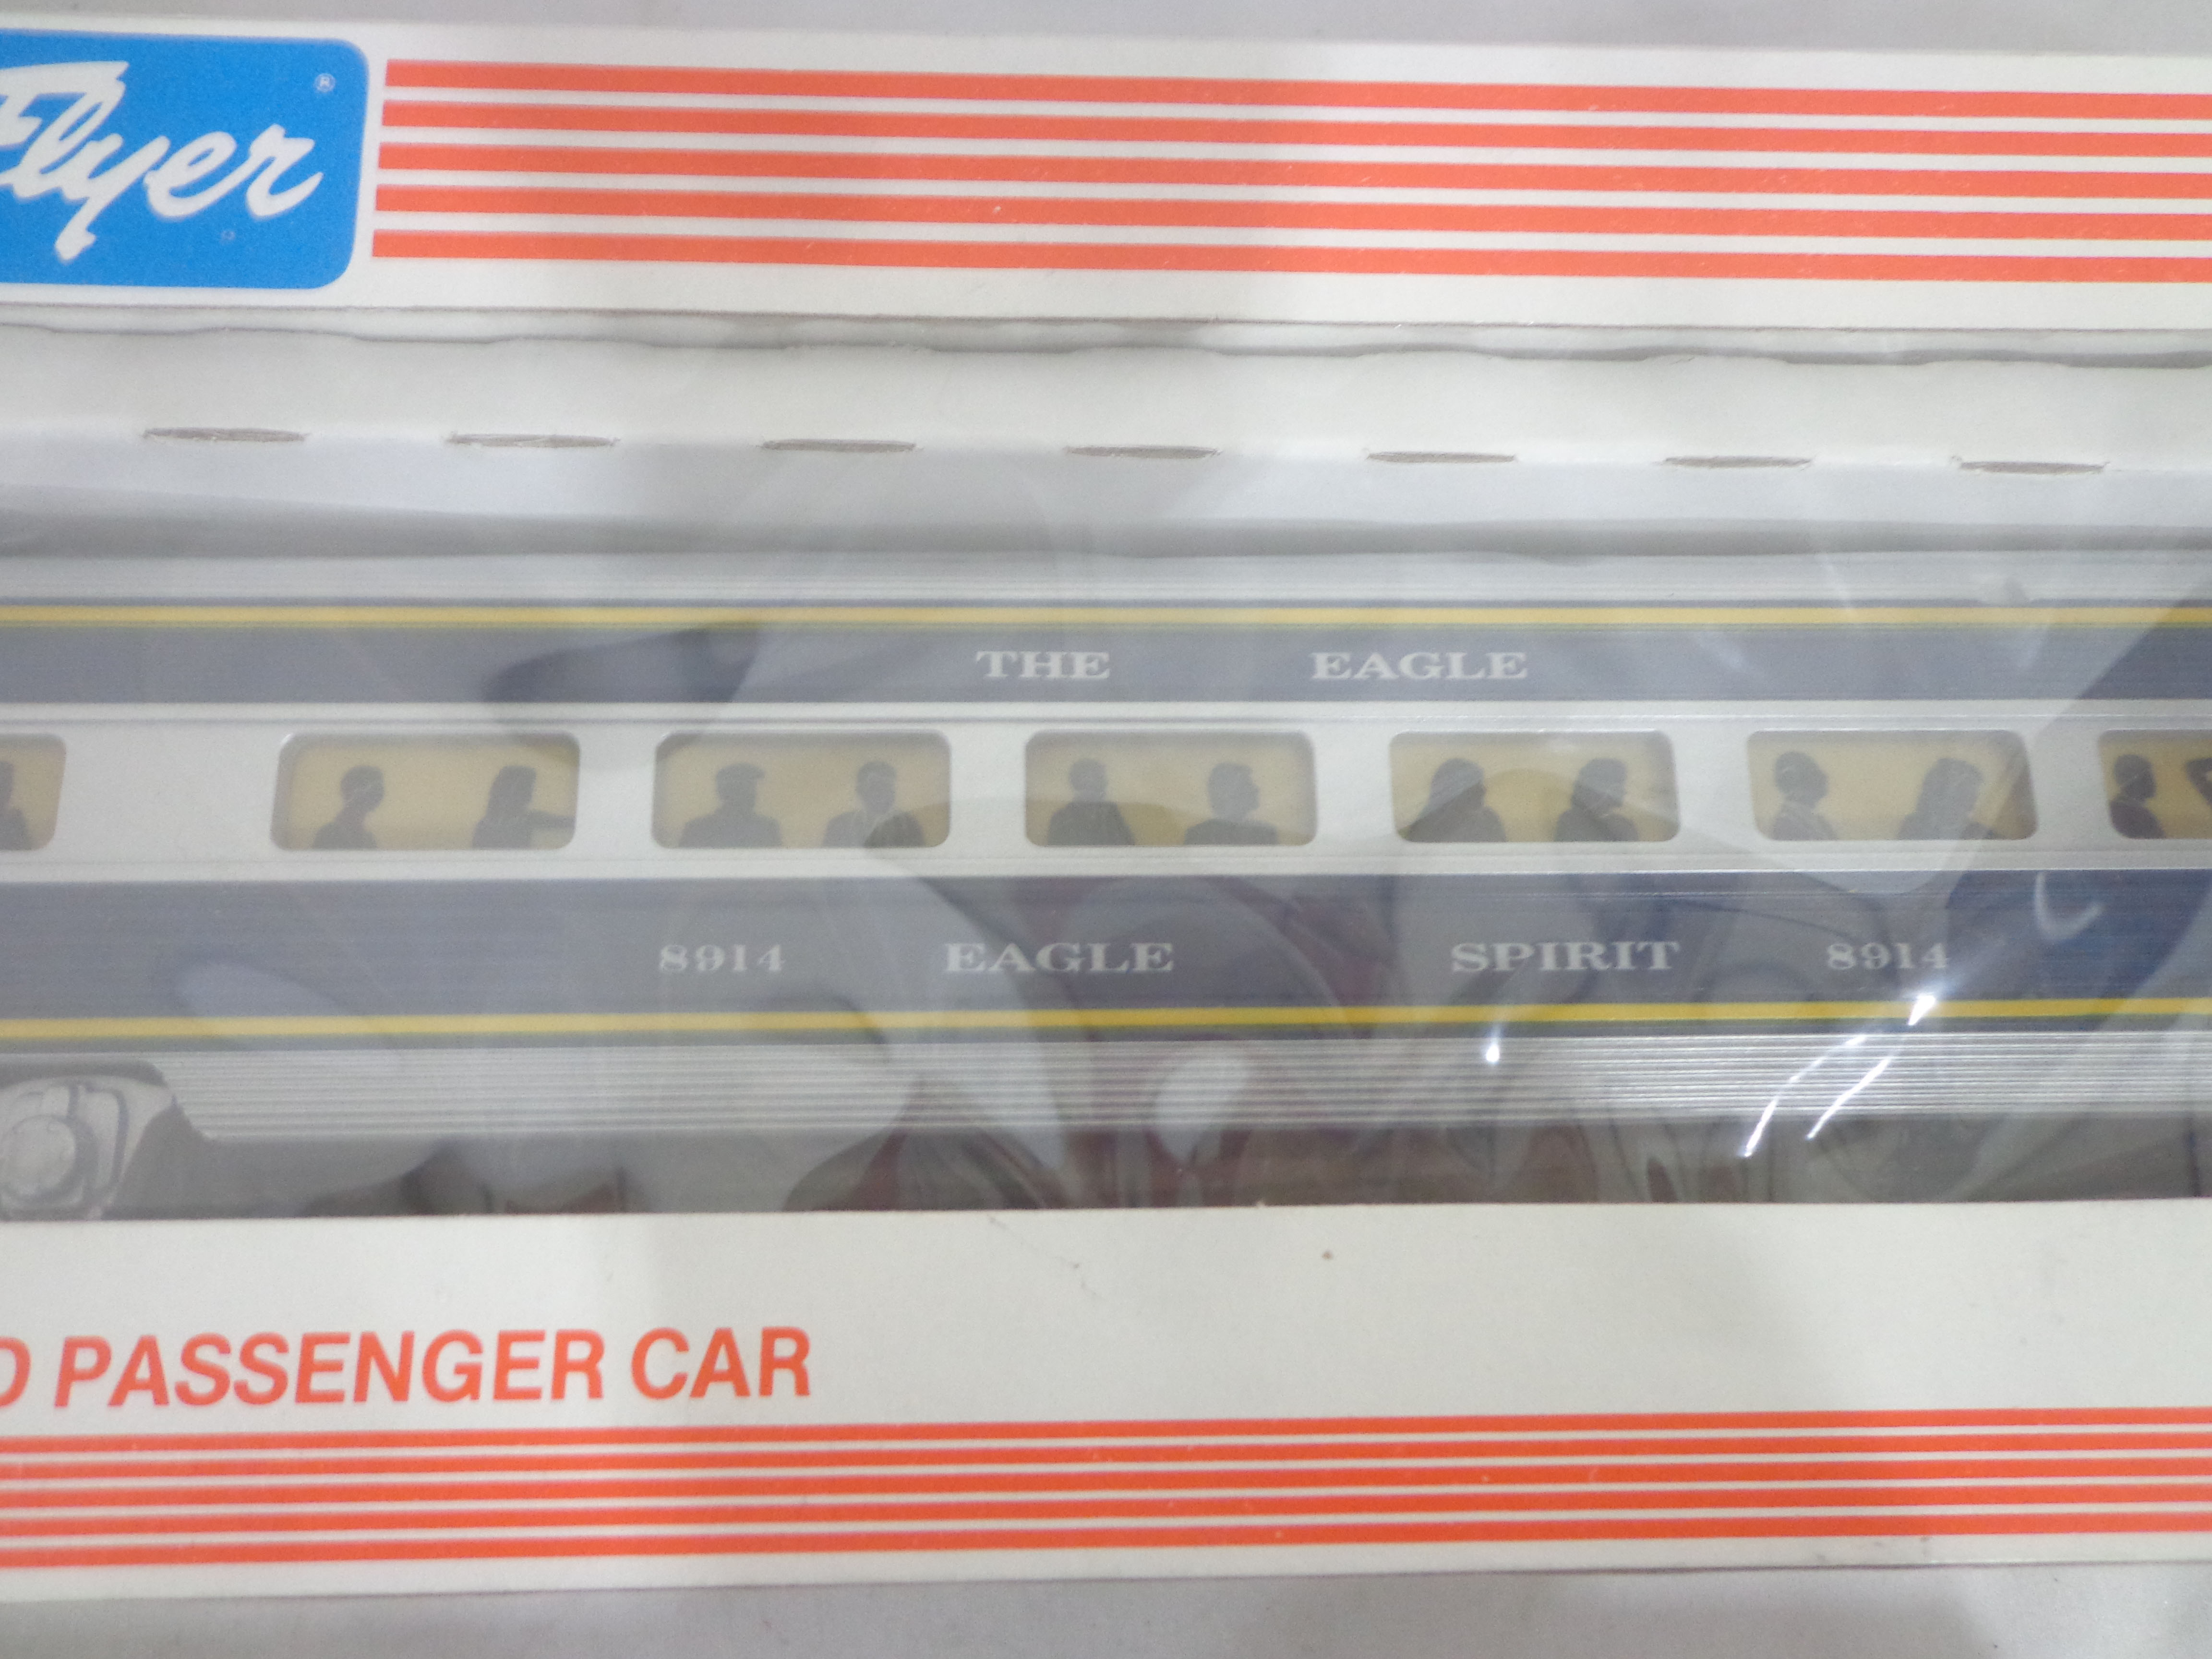 Flyer ®
THE EAGLE
8914 EAGLE SPIRIT 8914
D PASSENGER CAR